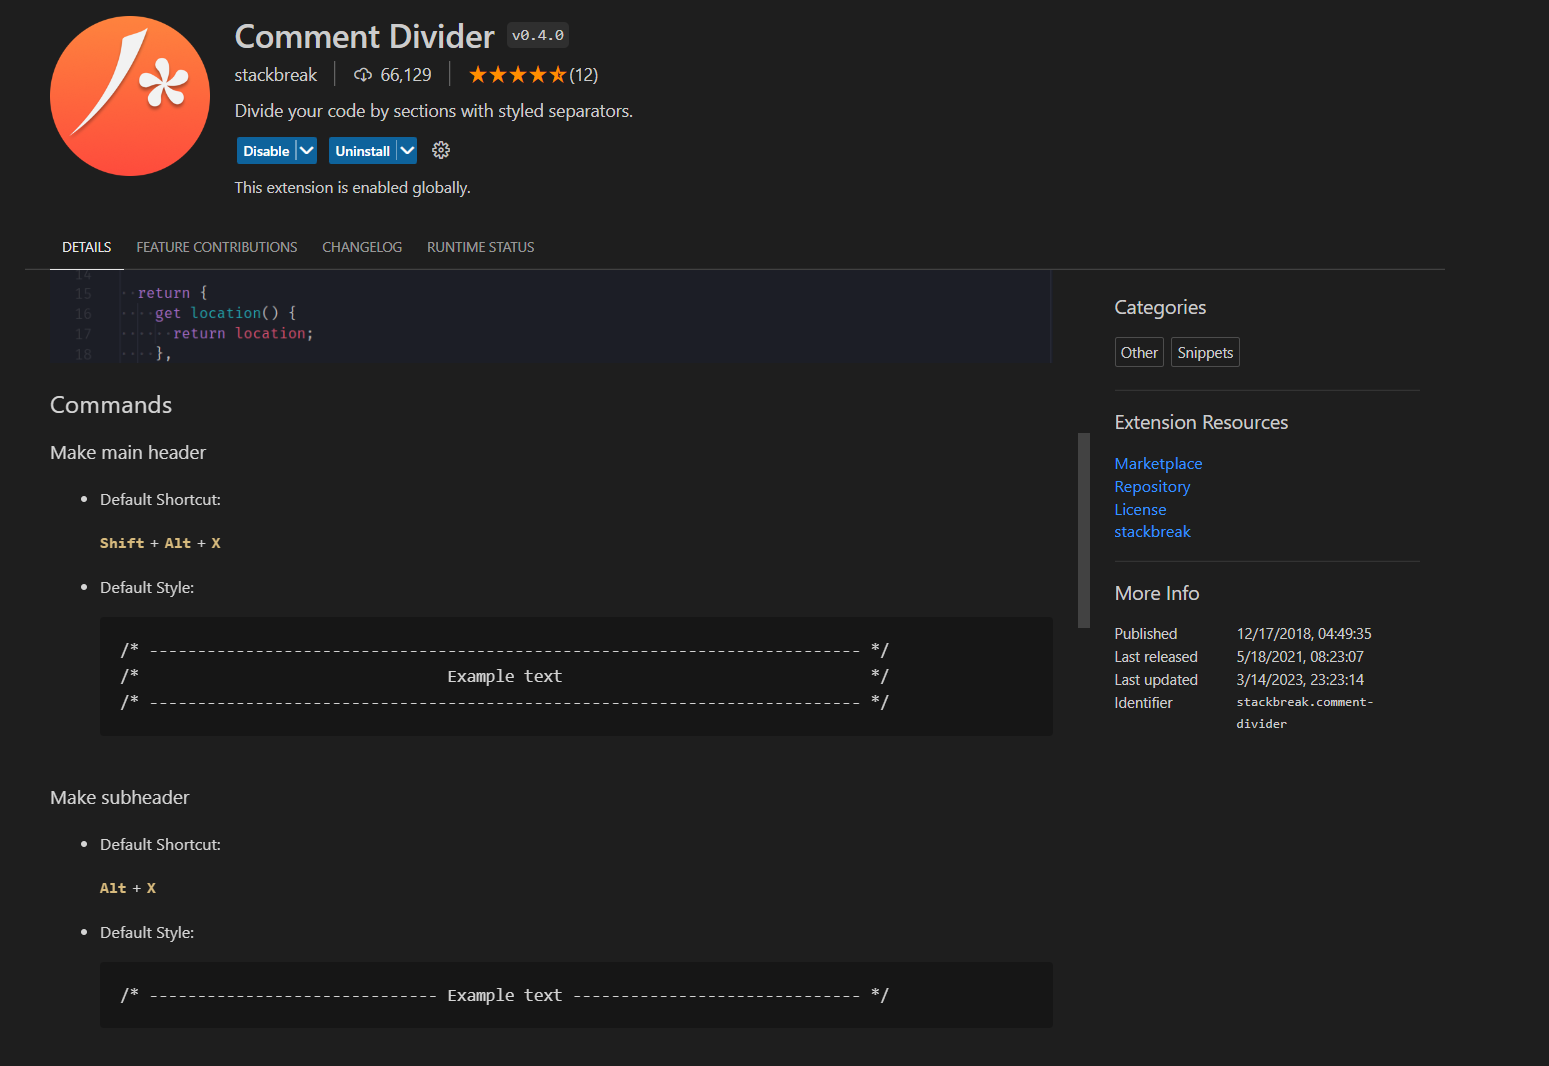 Comment Divider v0.4.0
stackbreak 66,129 (12)
Divide your code by sections with styled separators.
Disable Uninstall
This extension is enabled globally.
DETAILS FEATURE CONTRIBUTIONS CHANGELOG RUNTIME STATUS
14
15 return {
16 get location() {
17 return location;
18 },
Commands
Make main header
• Default Shortcut:
Shift + Alt + X
• Default Style:
/* -------------------------------------------------------------------------- */
/*                                Example text                                */
/* -------------------------------------------------------------------------- */
Make subheader
• Default Shortcut:
Alt + X
• Default Style:
/* ------------------------------ Example text ------------------------------ */
Categories
Other Snippets
Extension Resources
Marketplace
Repository
License
stackbreak
More Info
Published 12/17/2018, 04:49:35
Last released 5/18/2021, 08:23:07
Last updated 3/14/2023, 23:23:14
Identifier stackbreak.comment-
divider